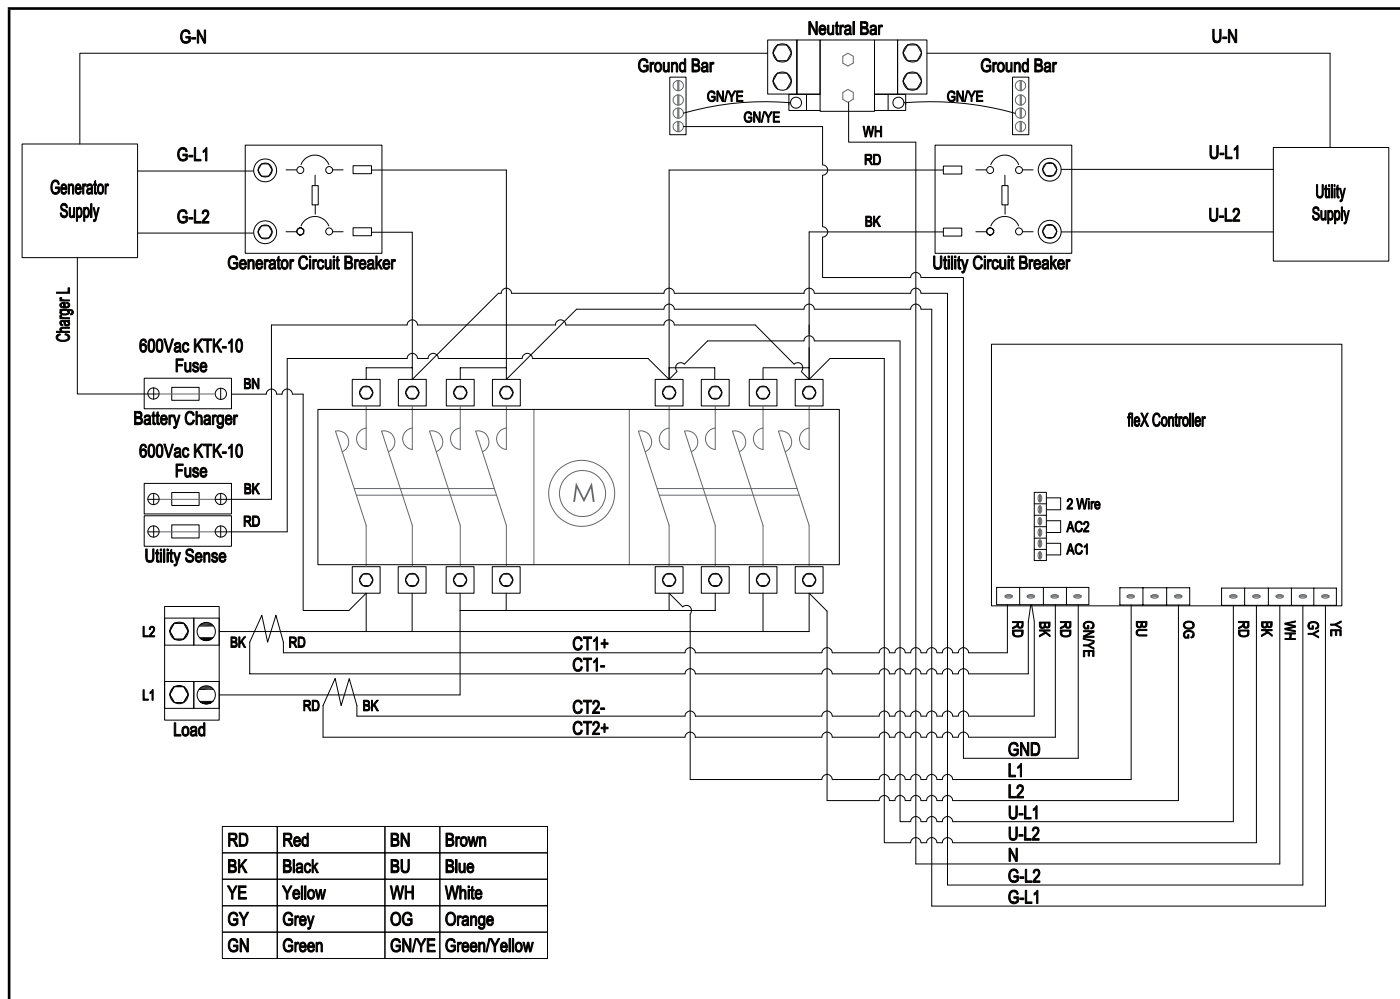 G-N
Neutral Bar
U-N
Ground Bar
Ground Bar
GN/YE
GN/YE
GN/YE
WH
G-L1
RD
U-L1
Generator
Supply
Utility
Supply
G-L2
BK
U-L2
Generator Circuit Breaker
Utility Circuit Breaker
Charger L
600Vac KTK-10
Fuse
BN
Battery Charger
fleX Controller
600Vac KTK-10
Fuse
BK
M
2 Wire
RD
AC2
Utility Sense
AC1
L2
BK
RD
RD
BK
RD
GN/YE
BU
OG
RD
BK
WH
GY
YE
CT1+
CT1-
L1
RD
BK
CT2-
Load
CT2+
GND
L1
L2
U-L1
U-L2
N
G-L2
G-L1
RD Red BN Brown
BK Black BU Blue
YE Yellow WH White
GY Grey OG Orange
GN Green GN/YE Green/Yellow